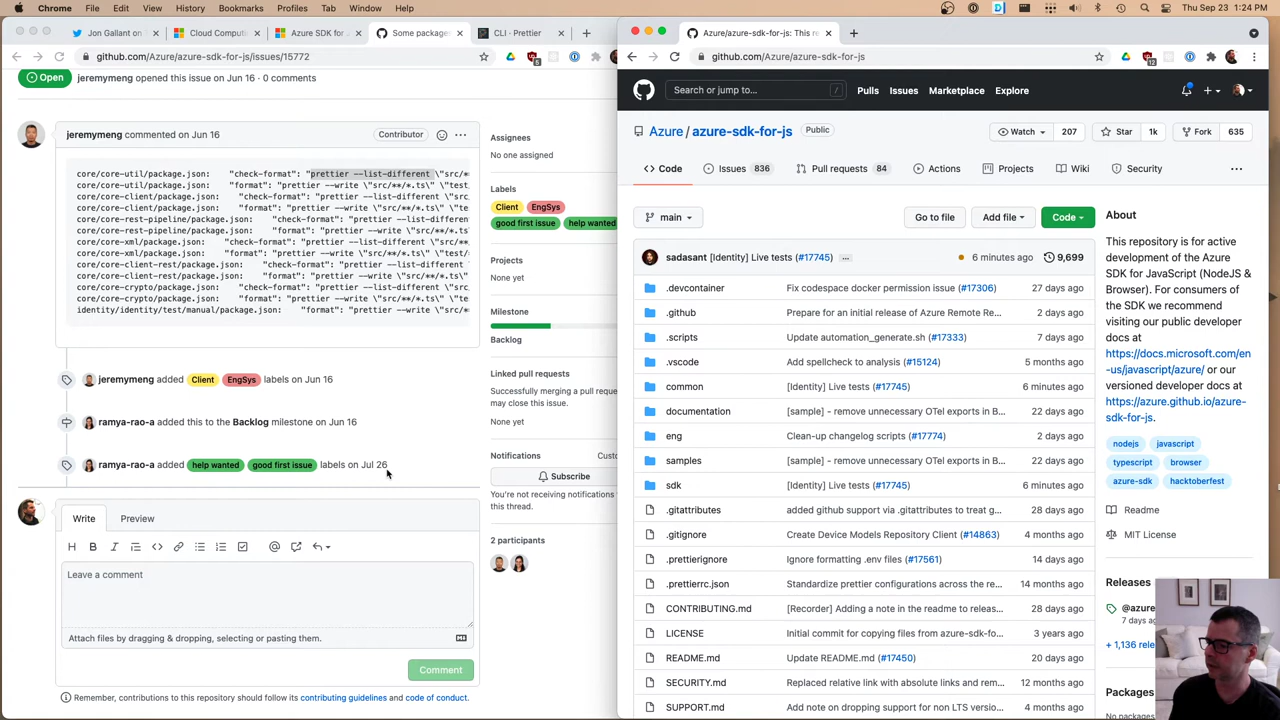 Chrome File Edit View History Bookmarks Profiles Tab Window Help Thu Sep 23 1:24 PM
Jon Gallant on
Cloud Comput
Azure SDK for
Some package
CLI · Prettier
github.com/Azure/azure-sdk-for-js/issues/15772
5
Open
jeremymeng opened this issue on Jun 16 · 0 comments
jeremymeng commented on Jun 16
Contributor
core/core-util/package.json: "check-format": "prettier --list-different \"src/*
core/core-util/package.json: "format": "prettier --write \"src/**/*.ts\" \"test
core/core-client/package.json: "check-format": "prettier --list-different \"src
core/core-client/package.json: "format": "prettier --write \"src/**/*.ts\" \"te
core/core-rest-pipeline/package.json: "check-format": "prettier --list-differen
core/core-rest-pipeline/package.json: "format": "prettier --write \"src/**/*.ts
core/core-xml/package.json: "check-format": "prettier --list-different \"src/**
core/core-xml/package.json: "format": "prettier --write \"src/**/*.ts\" \"test/
core/core-client-rest/package.json: "check-format": "prettier --list-different
core/core-client-rest/package.json: "format": "prettier --write \"src/**/*.ts\"
core/core-crypto/package.json: "check-format": "prettier --list-different \"src
core/core-crypto/package.json: "format": "prettier --write \"src/**/*.ts\" \"te
identity/identity/test/manual/package.json: "format": "prettier --write \"src/*
jeremymeng added Client EngSys labels on Jun 16
ramya-rao-a added this to the Backlog milestone on Jun 16
ramya-rao-a added help wanted good first issue labels on Jul 26
Write
Preview
Leave a comment
Attach files by dragging & dropping, selecting or pasting them.
Comment
Remember, contributions to this repository should follow its contributing guidelines and code of conduct.
Assignees
No one assigned
Labels
Client EngSys
good first issue help wanted
Projects
None yet
Milestone
Backlog
Linked pull requests
Successfully merging a pull reque
may close this issue.
None yet
Notifications Custo
Subscribe
You're not receiving notifications
this thread.
2 participants
Azure/azure-sdk-for-js: This re
github.com/Azure/azure-sdk-for-js
12
Search or jump to... /
Pulls Issues Marketplace Explore
Azure / azure-sdk-for-js Public
Watch 207
Star 1k
Fork 635
Code Issues 836 Pull requests 84 Actions Projects Wiki Security
main
Go to file
Add file
Code
sadasant [Identity] Live tests (#17745) ... 6 minutes ago 9,699
.devcontainer Fix codespace docker permission issue (#17306) 27 days ago
.github Prepare for an initial release of Azure Remote Re... 2 days ago
.scripts Update automation_generate.sh (#17333) 7 days ago
.vscode Add spellcheck to analysis (#15124) 5 months ago
common [Identity] Live tests (#17745) 6 minutes ago
documentation [sample] - remove unnecessary OTel exports in B... 22 days ago
eng Clean-up changelog scripts (#17774) 2 days ago
samples [sample] - remove unnecessary OTel exports in B... 22 days ago
sdk [Identity] Live tests (#17745) 6 minutes ago
.gitattributes added github support via .gitattributes to treat g... 28 days ago
.gitignore Create Device Models Repository Client (#14863) 4 months ago
.prettierignore Ignore formatting .env files (#17561) 14 days ago
.prettierrc.json Standardize prettier configurations across the re... 14 months ago
CONTRIBUTING.md [Recorder] Adding a note in the readme to releas... 28 days ago
LICENSE Initial commit for copying files from azure-sdk-fo... 3 years ago
README.md Update README.md (#17450) 20 days ago
SECURITY.md Replaced relative link with absolute links and rem... 12 months ago
SUPPORT.md Add note on dropping support for non LTS version... 2
About
This repository is for active
development of the Azure
SDK for JavaScript (NodeJS &
Browser). For consumers of
the SDK we recommend
visiting our public developer
docs at
https://docs.microsoft.com/en
-us/javascript/azure/ or our
versioned developer docs at
https://azure.github.io/azure-
sdk-for-js.
nodejs javascript
typescript browser
azure-sdk hacktoberfest
Readme
MIT License
Releases
@azure
7 days ag
+ 1,136 rele
Packages
No packages